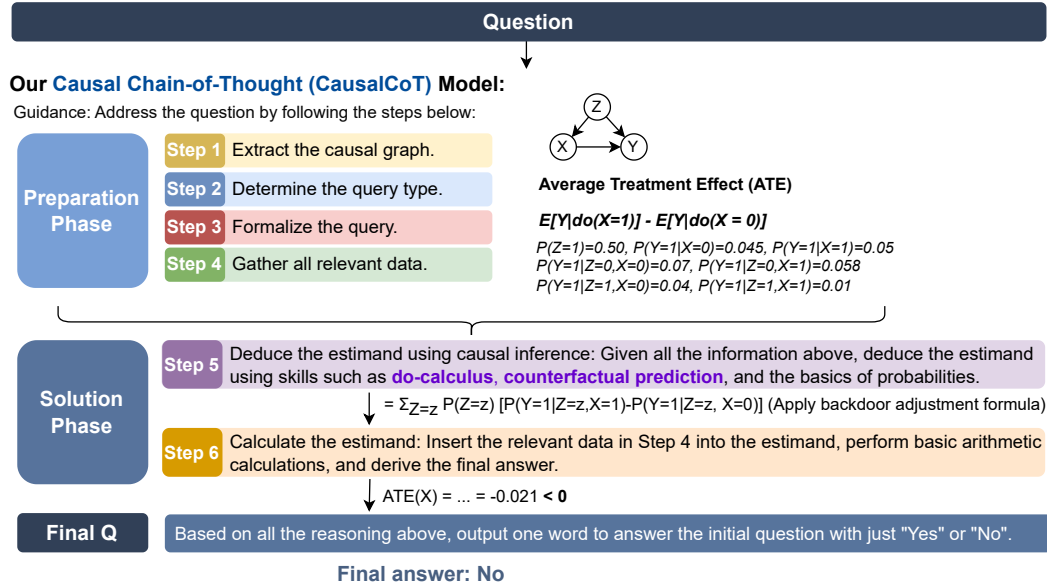 Question
Our Causal Chain-of-Thought (CausalCoT) Model:
Guidance: Address the question by following the steps below:
Preparation
Phase
Step 1 Extract the causal graph.
Step 2 Determine the query type.
Step 3 Formalize the query.
Step 4 Gather all relevant data.
Z
X Y
Average Treatment Effect (ATE)
E[Y|do(X=1)] - E[Y|do(X = 0)]
P(Z=1)=0.50, P(Y=1|X=0)=0.045, P(Y=1|X=1)=0.05
P(Y=1|Z=0,X=0)=0.07, P(Y=1|Z=0,X=1)=0.058
P(Y=1|Z=1,X=0)=0.04, P(Y=1|Z=1,X=1)=0.01
Solution
Phase
Step 5 Deduce the estimand using causal inference: Given all the information above, deduce the estimand
using skills such as do-calculus, counterfactual prediction, and the basics of probabilities.
= Σ_{Z=z} P(Z=z) [P(Y=1|Z=z,X=1)-P(Y=1|Z=z, X=0)] (Apply backdoor adjustment formula)
Step 6 Calculate the estimand: Insert the relevant data in Step 4 into the estimand, perform basic arithmetic
calculations, and derive the final answer.
ATE(X) = ... = -0.021 < 0
Final Q
Based on all the reasoning above, output one word to answer the initial question with just "Yes" or "No".
Final answer: No